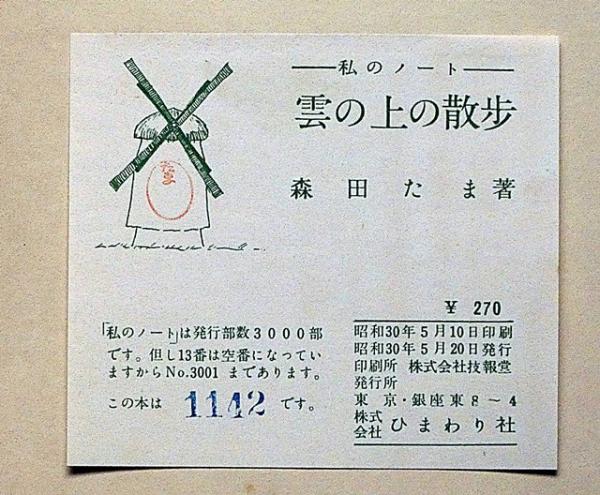 私のノート
雲の上の散歩
森田たま著
たま
¥ 270
「私のノート」は発行部数3000部
です。但し13番は空番になってい
ますからNo.3001 まであります。
この本は 1142 です。
昭和30年5月10日印刷
昭和30年5月20日発行
印刷所 株式会社技報堂
発行所
東京・銀座東8～4
株式会社 ひまわり社